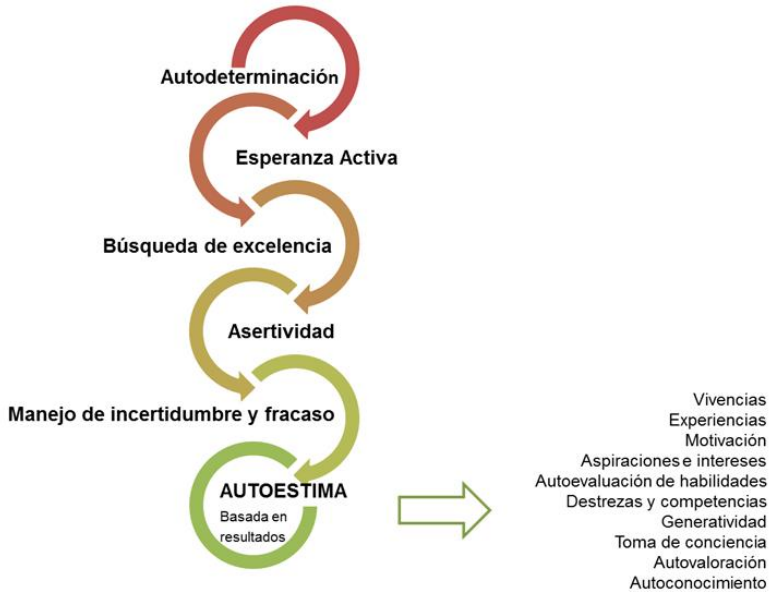 Autodeterminación
Esperanza Activa
Búsqueda de excelencia
Asertividad
Manejo de incertidumbre y fracaso
AUTOESTIMA
Basada en
resultados
Vivencias
Experiencias
Motivación
Aspiraciones e intereses
Autoevaluación de habilidades
Destrezas y competencias
Generatividad
Toma de conciencia
Autovaloración
Autoconocimiento